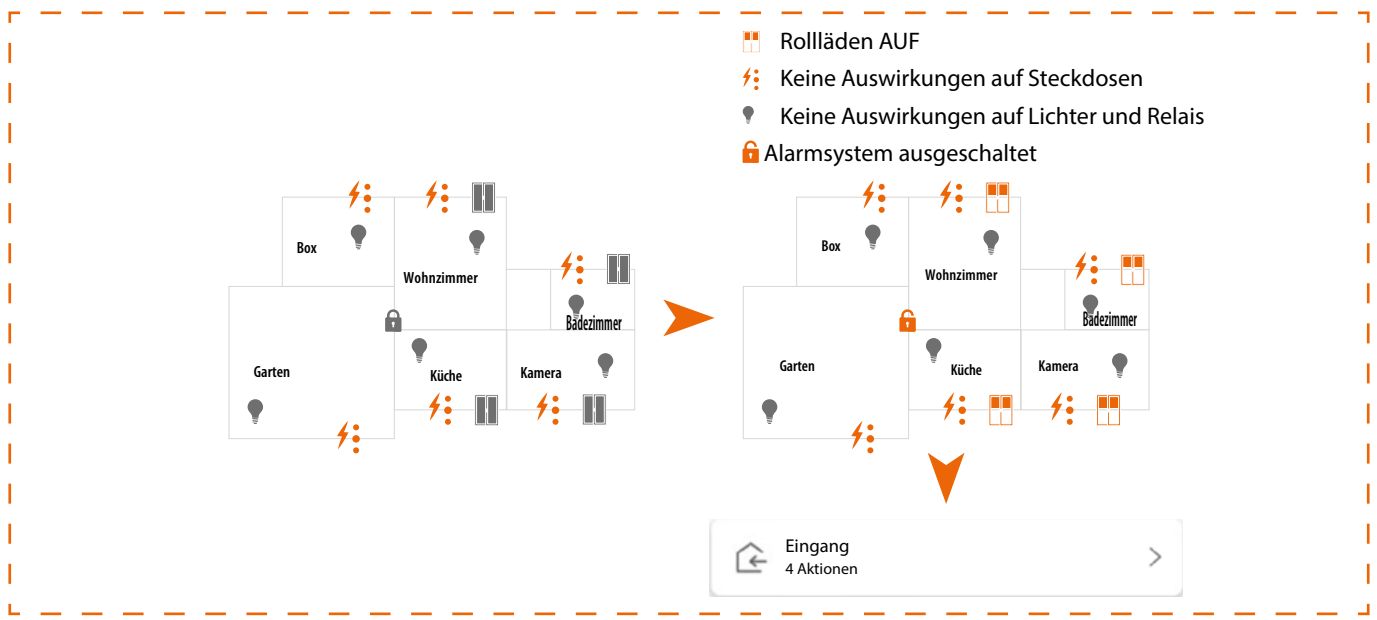 Rollläden AUF
Keine Auswirkungen auf Steckdosen
Keine Auswirkungen auf Lichter und Relais
Alarmsystem ausgeschaltet
Box
Wohnzimmer
Badezimmer
Garten
Küche
Kamera
Box
Wohnzimmer
Badezimmer
Garten
Küche
Kamera
Eingang
4 Aktionen